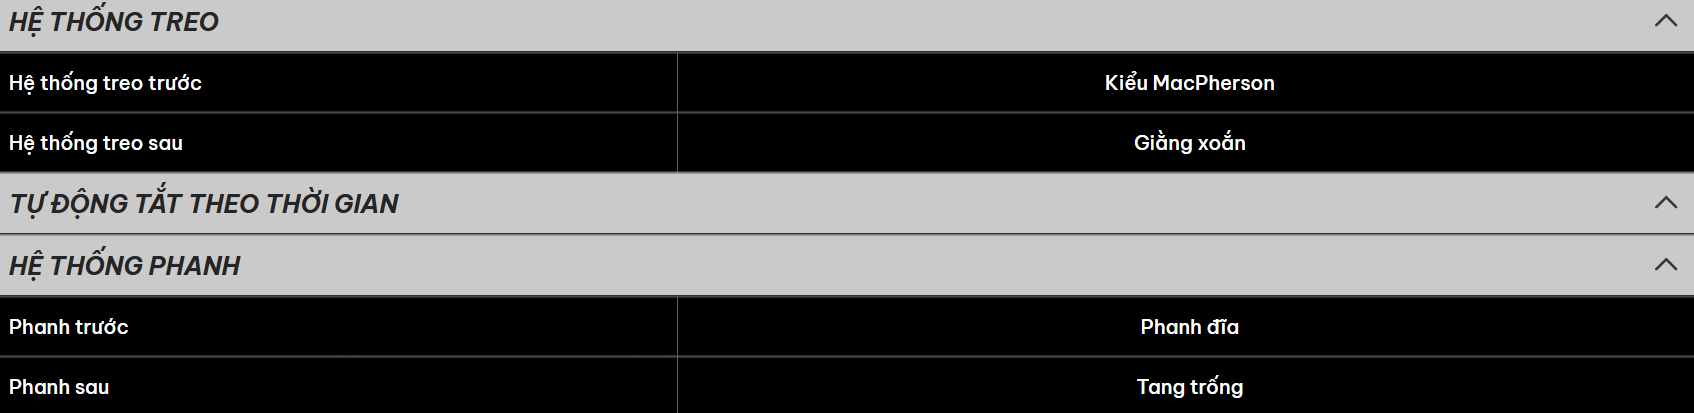 HỆ THỐNG TREO
Hệ thống treo trước Kiểu MacPherson
Hệ thống treo sau Giằng xoắn
TỰ ĐỘNG TẮT THEO THỜI GIAN
HỆ THỐNG PHANH
Phanh trước Phanh đĩa
Phanh sau Tang trống